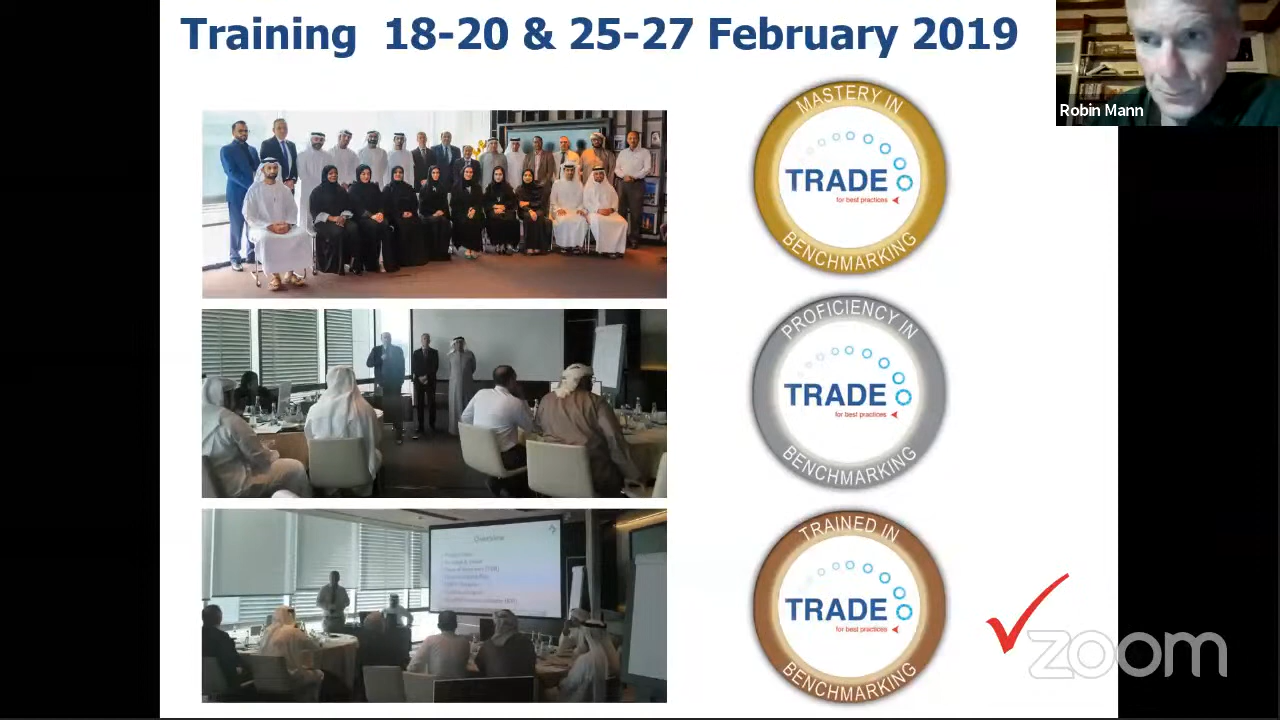 Training 18-20 & 25-27 February 2019
Robin Mann
MASTERY IN
TRADE
for best practices
BENCHMARKING
PROFICIENCY IN
TRADE
for best practices
BENCHMARKING
Overview
TRAINED IN
TRADE
for best practices
BENCHMARKING
zoom